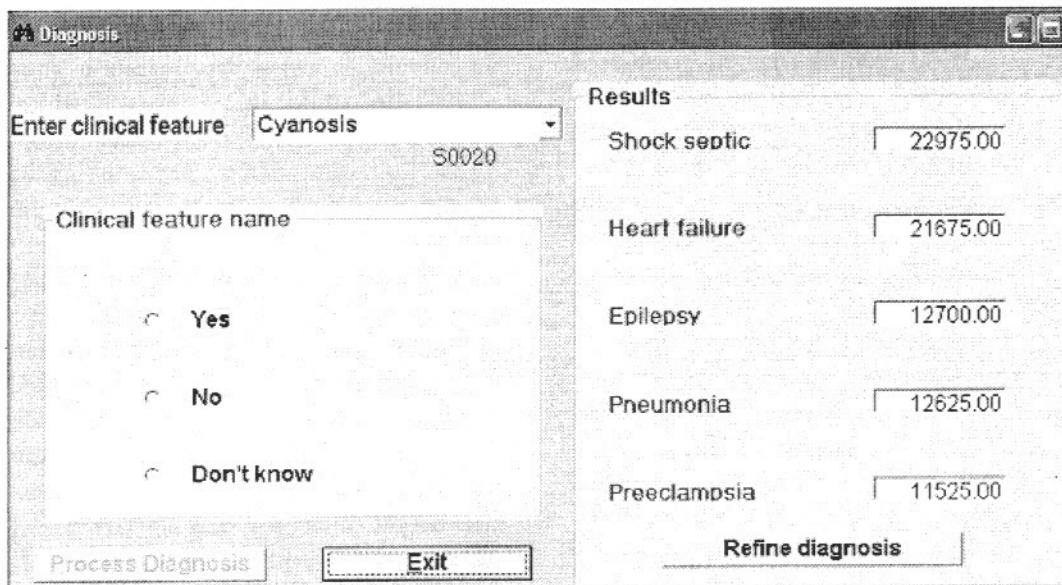 Diagnosis
Enter clinical feature Cyanosis
S0020
Clinical feature name
Yes
No
Don't know
Process Diagnosis
Exit
Results
Shock septic 22975.00
Heart failure 21675.00
Epilepsy 12700.00
Pneumonia 12625.00
Preeclampsia 11525.00
Refine diagnosis